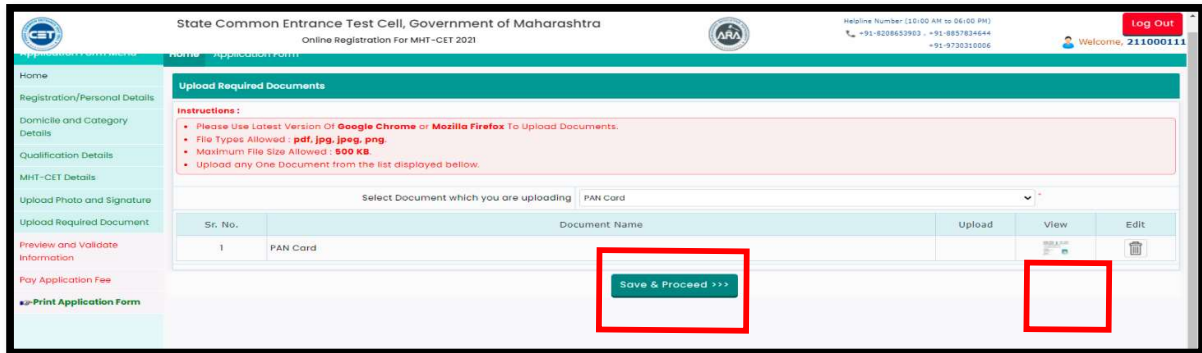 CET
State Common Entrance Test Cell, Government of Maharashtra
Online Registration For MHT-CET 2021
ARA
Helpline Number (10:00 AM to 06:00 PM)
+91-8208653903 , +91-8857834644
+91-9730310006
Log Out
Welcome, 211000111
Application Form Menu
Home Application Form
Home
Registration/Personal Details
Domicile and Category
Details
Qualification Details
MHT-CET Details
Upload Photo and Signature
Upload Required Document
Preview and Validate
Information
Pay Application Fee
Print Application Form
Upload Required Documents
Instructions :
Please Use Latest Version Of Google Chrome or Mozilla Firefox To Upload Documents.
File Types Allowed : pdf, jpg, jpeg, png.
Maximum File Size Allowed : 500 KB.
Upload any One Document from the list displayed bellow.
Select Document which you are uploading PAN Card *
Sr. No. Document Name Upload View Edit
1 PAN Card
Save & Proceed >>>